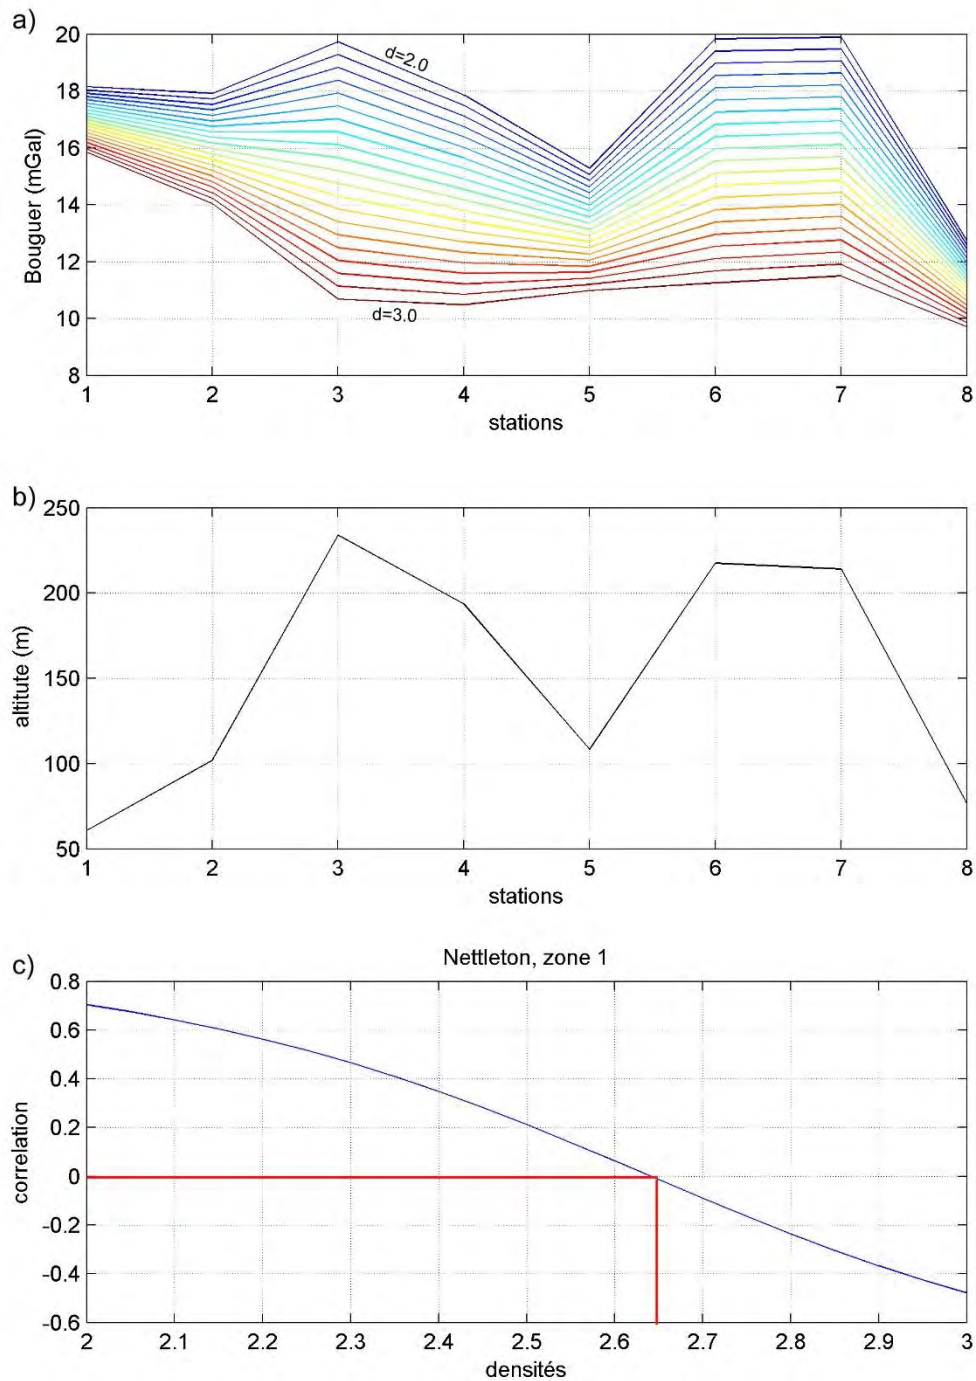 a)
20
18
16
14
12
10
8
Bouguer (mGal)
d=2.0
d=3.0
1 2 3 4 5 6 7 8
stations
b)
250
200
150
100
50
altitute (m)
1 2 3 4 5 6 7 8
stations
c)
Nettleton, zone 1
0.8
0.6
0.4
0.2
0
-0.2
-0.4
-0.6
correlation
2 2.1 2.2 2.3 2.4 2.5 2.6 2.7 2.8 2.9 3
densités